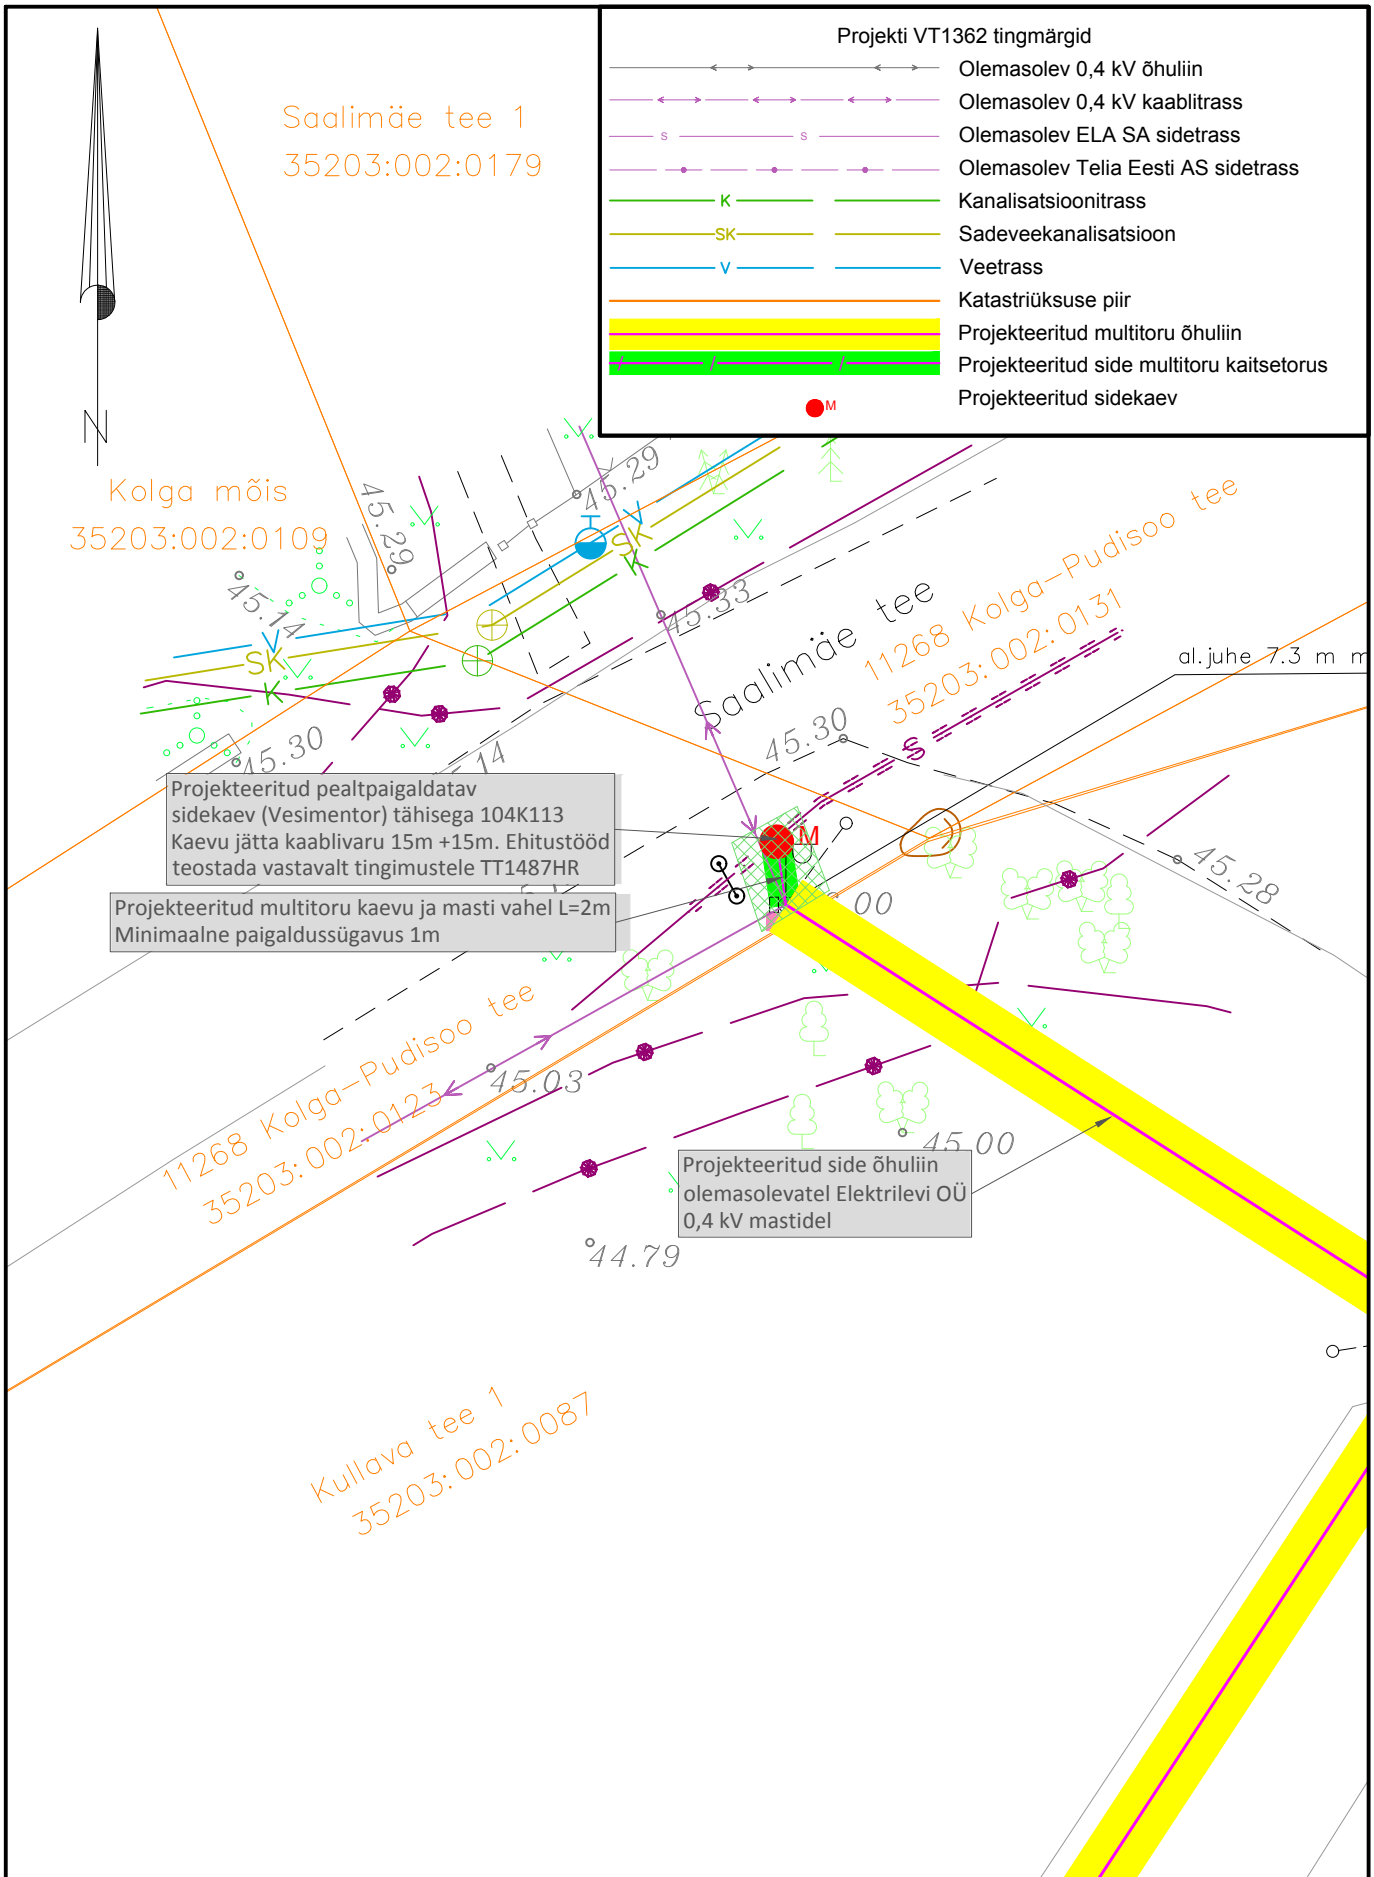 Projekti VT1362 tingmärgid
Olemasolev 0,4 kV õhuliin
Olemasolev 0,4 kV kaablitrass
S S
Olemasolev ELA SA sidetrass
Olemasolev Telia Eesti AS sidetrass
K
Kanalisatsioonitrass
SK
Sadeveekanalisatsioon
V
Veetrass
Katastriüksuse piir
Projekteeritud multitoru õhuliin
Projekteeritud side multitoru kaitsetorus
M
Projekteeritud sidekaev
Saalimäe tee 1
35203:002:0179
N
Kolga mõis
35203:002:0109
45.29
45.29
45.14
45.33
V
SK
K
V
SK
K
Saalimäe tee
11268 Kolga-Pudisoo tee
35203:002:0131
al.juhe 7.3 m m
45.30
45.30
14
S
Projekteeritud pealtpaigaldatav
sidekaev (Vesimentor) tähisega 104K113
Kaevu jätta kaablivaru 15m +15m. Ehitustööd
teostada vastavalt tingimustele TT1487HR
M
45.28
Projekteeritud multitoru kaevu ja masti vahel L=2m
Minimaalne paigaldussügavus 1m
00
11268 Kolga-Pudisoo tee
35203:002:0123
45.03
45.00
Projekteeritud side õhuliin
olemasolevatel Elektrilevi OÜ
0,4 kV mastidel
44.79
Kullava tee 1
35203:002:0087